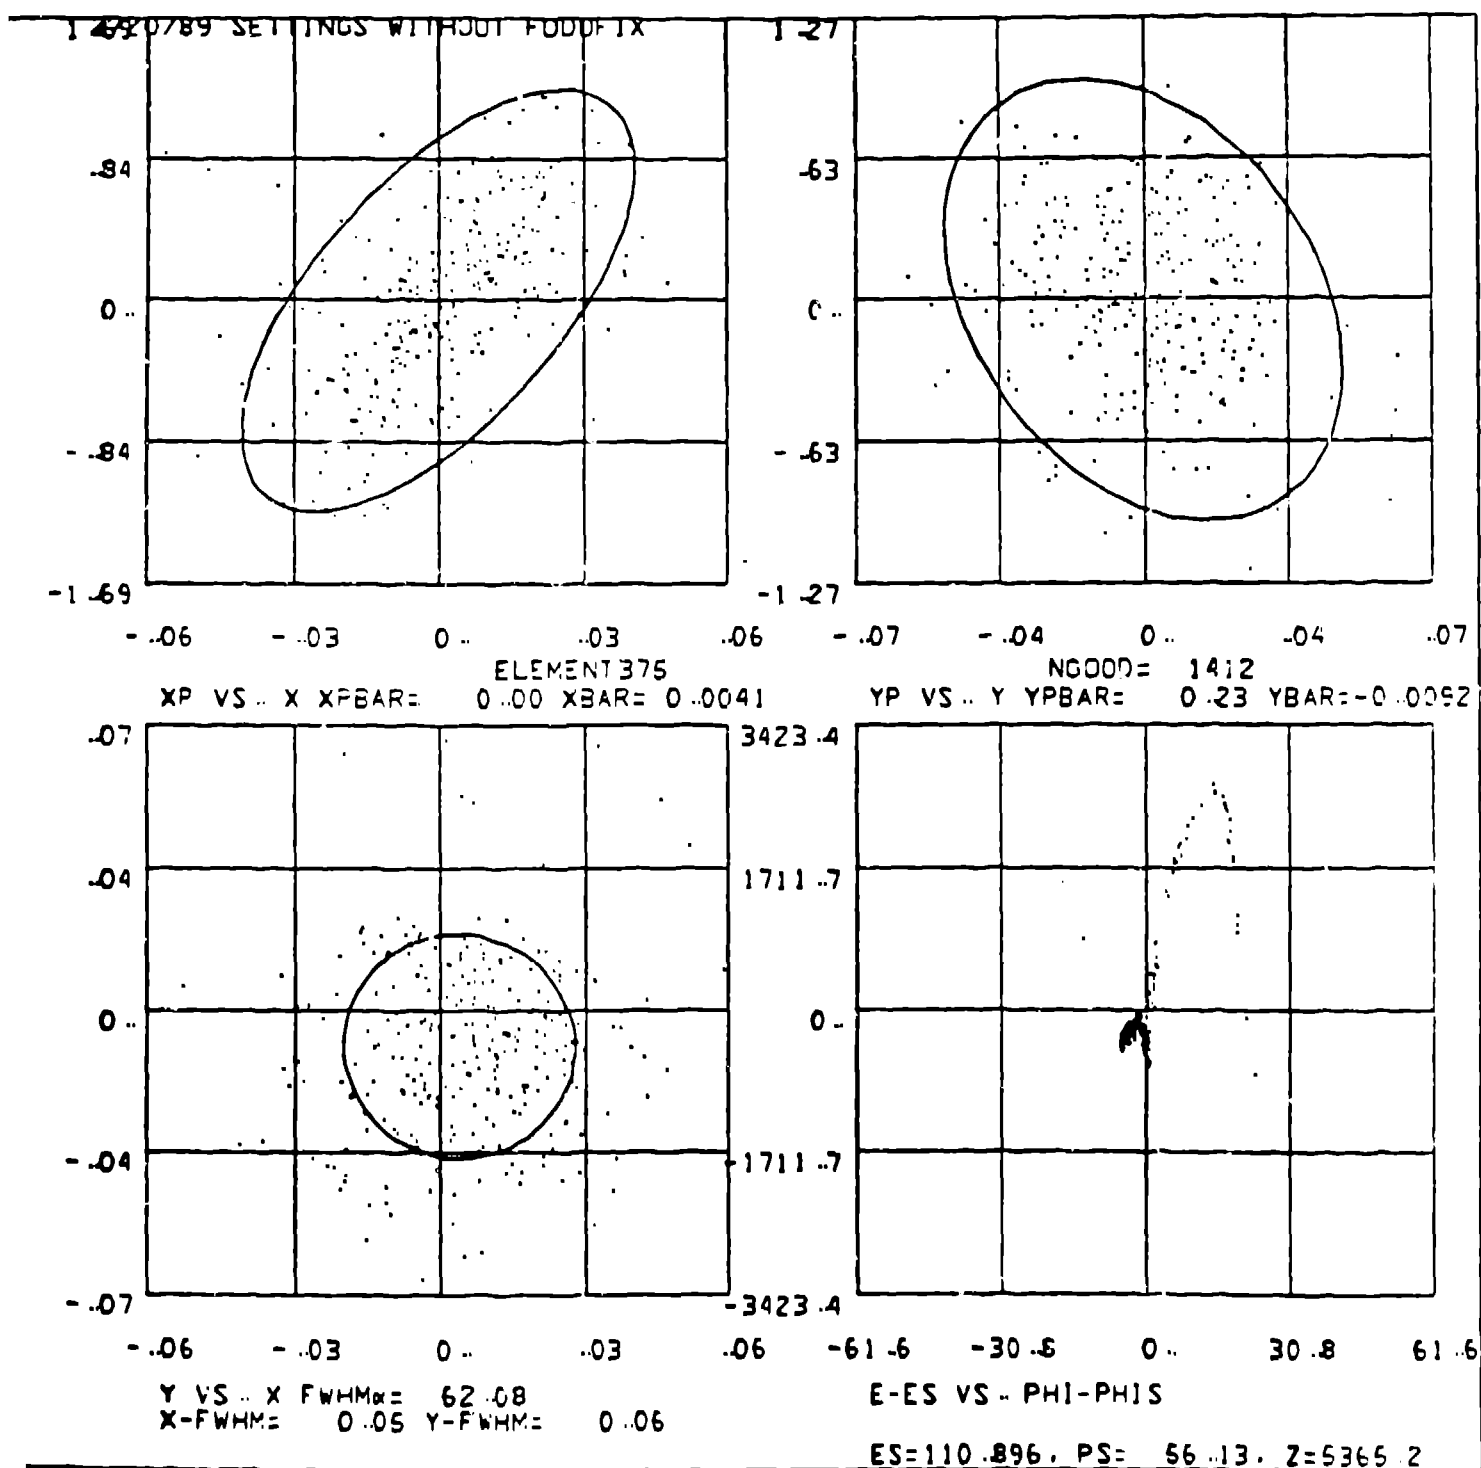 SETTINGS WITHOUT FODOFIX
1.27
.84
.63
0.
0.
-.84
-.63
-1.69
-1.27
-.06 -.03 0. .03 .06
-.07 -.04 0. .04 .07
ELEMENT 375
NGOOD= 1412
XP VS. X XPBAR= 0.00 XBAR= 0.0041
YP VS. Y YPBAR= 0.23 YBAR=
.07
3423.4
.04
1711.7
0.
0.
-.04
-1711.7
-.07
-3423.4
-.06 -.03 0. .03 .06
-61.6 -30.8 0. 30.8 61.6
Y VS. X FWHM= 62.08
X-FWHM= 0.05 Y-FWHM= 0.06
E-ES VS. PHI-PHIS
ES=110.896, PS= 56.13, Z=5365.2